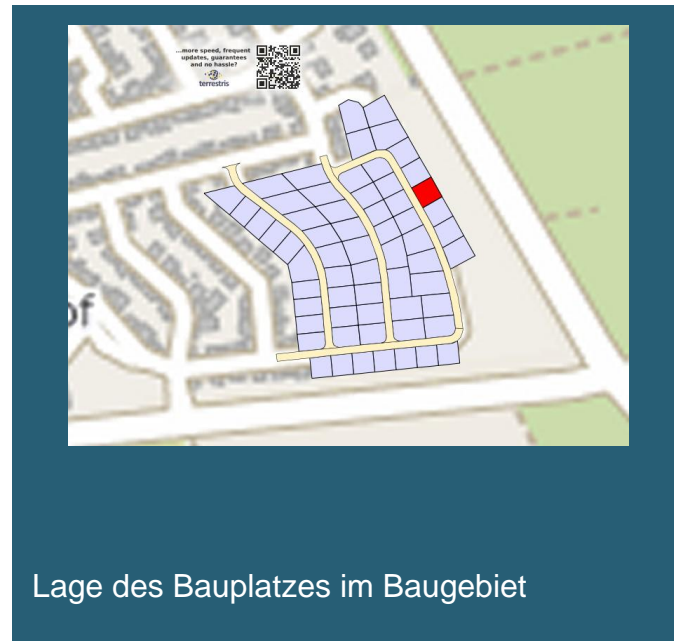 ...more speed, frequent
updates, guarantees
and no hassle?
terrestris
of
Lage des Bauplatzes im Baugebiet